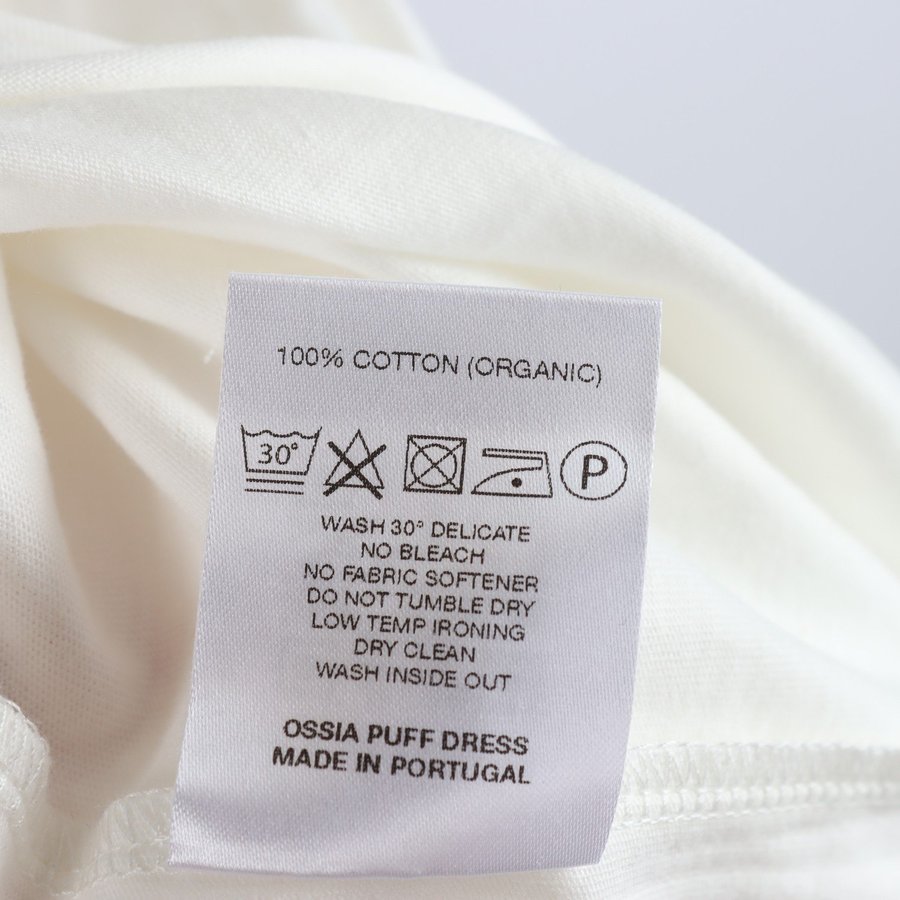 100% COTTON (ORGANIC)
30° P
WASH 30° DELICATE
NO BLEACH
NO FABRIC SOFTENER
DO NOT TUMBLE DRY
LOW TEMP IRONING
DRY CLEAN
WASH INSIDE OUT
OSSIA PUFF DRESS
MADE IN PORTUGAL